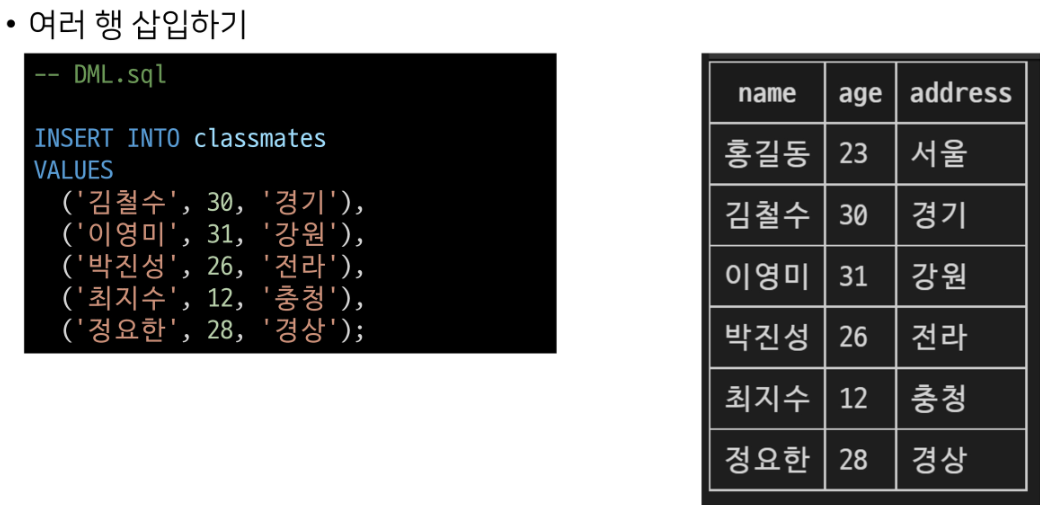 • 여러 행 삽입하기
-- DML.sql
INSERT INTO classmates
VALUES
('김철수', 30, '경기'),
('이영미', 31, '강원'),
('박진성', 26, '전라'),
('최지수', 12, '충청'),
('정요한', 28, '경상');
name age address
홍길동 23 서울
김철수 30 경기
이영미 31 강원
박진성 26 전라
최지수 12 충청
정요한 28 경상